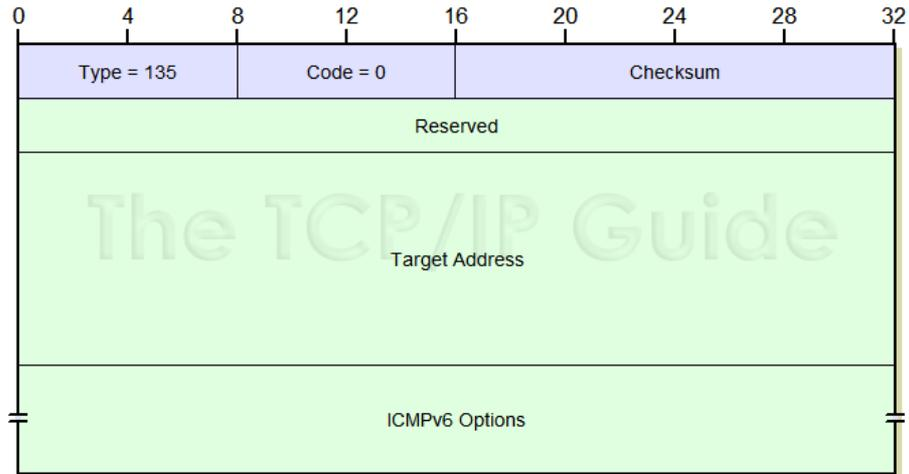 0 4 8 12 16 20 24 28 32
Type = 135 Code = 0 Checksum
Reserved
The TCP/IP Guide
Target Address
ICMPv6 Options